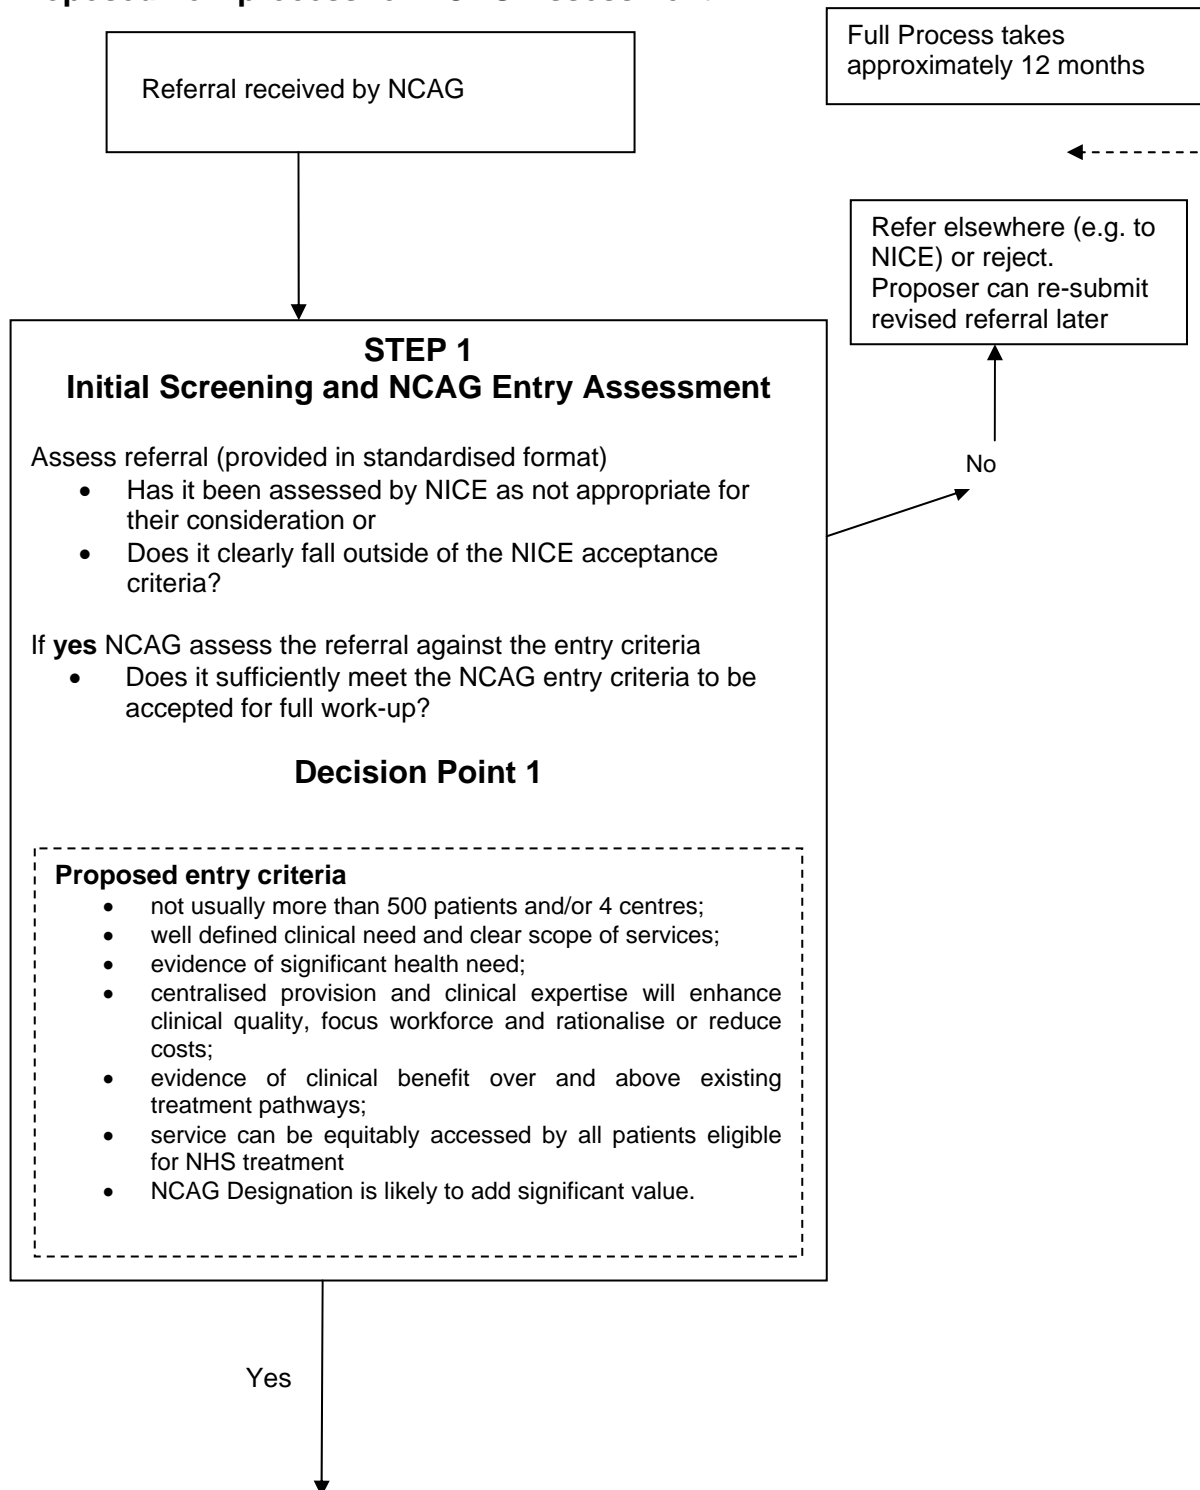 Referral received by NCAG
Full Process takes
approximately 12 months
Refer elsewhere (e.g. to
NICE) or reject.
Proposer can re-submit
revised referral later
No
STEP 1
Initial Screening and NCAG Entry Assessment
Assess referral (provided in standardised format)
• Has it been assessed by NICE as not appropriate for
their consideration or
• Does it clearly fall outside of the NICE acceptance
criteria?
If yes NCAG assess the referral against the entry criteria
• Does it sufficiently meet the NCAG entry criteria to be
accepted for full work-up?
Decision Point 1
Proposed entry criteria
• not usually more than 500 patients and/or 4 centres;
• well defined clinical need and clear scope of services;
• evidence of significant health need;
• centralised provision and clinical expertise will enhance
clinical quality, focus workforce and rationalise or reduce
costs;
• evidence of clinical benefit over and above existing
treatment pathways;
• service can be equitably accessed by all patients eligible
for NHS treatment
• NCAG Designation is likely to add significant value.
Yes